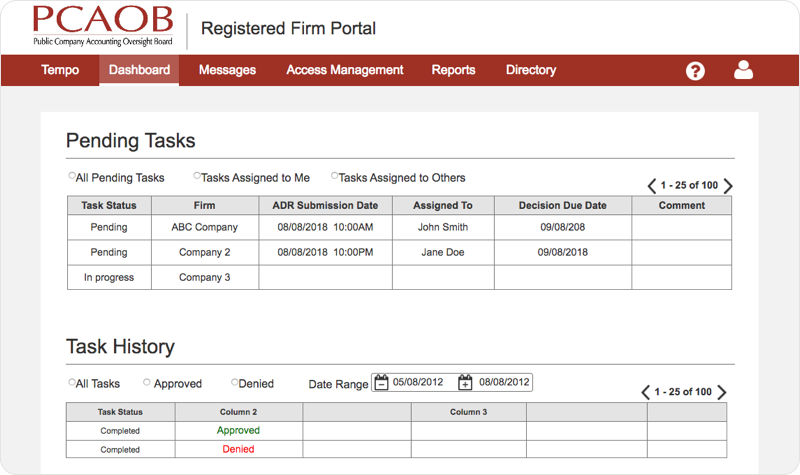 PCAOB
Public Company Accounting Oversight Board
Registered Firm Portal
Tempo Dashboard Messages Access Management Reports Directory ?
Pending Tasks
All Pending Tasks Tasks Assigned to Me Tasks Assigned to Others
1 - 25 of 100
Task Status Firm ADR Submission Date Assigned To Decision Due Date Comment
Pending ABC Company 08/08/2018 10:00AM John Smith 09/08/208
Pending Company 2 08/08/2018 10:00PM Jane Doe 09/08/2018
In progress Company 3
Task History
All Tasks Approved Denied Date Range 05/08/2012 08/08/2012
1 - 25 of 100
Task Status Column 2 Column 3
Completed Approved
Completed Denied